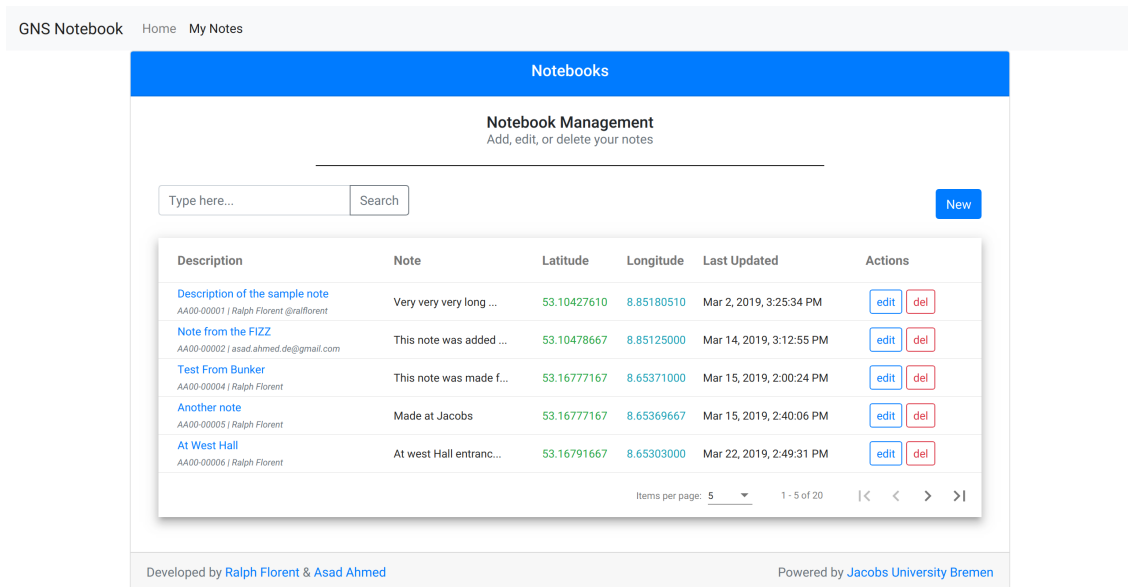 GNS Notebook Home My Notes
Notebooks
Notebook Management
Add, edit, or delete your notes
Type here... Search
New
Description Note Latitude Longitude Last Updated Actions
Description of the sample note
AA00-00001 | Ralph Florent @ralflorent
Very very very long ... 53.10427610 8.85180510 Mar 2, 2019, 3:25:34 PM edit del
Note from the FIZZ
AA00-00002 | asad.ahmed.de@gmail.com
This note was added ... 53.10478667 8.85125000 Mar 14, 2019, 3:12:55 PM edit del
Test From Bunker
AA00-00004 | Ralph Florent
This note was made f... 53.16777167 8.65371000 Mar 15, 2019, 2:00:24 PM edit del
Another note
AA00-00005 | Ralph Florent
Made at Jacobs 53.16777167 8.65369667 Mar 15, 2019, 2:40:06 PM edit del
At West Hall
AA00-00006 | Ralph Florent
At west Hall entranc... 53.16791667 8.65303000 Mar 22, 2019, 2:49:31 PM edit del
Items per page: 5 1 - 5 of 20
Developed by Ralph Florent & Asad Ahmed
Powered by Jacobs University Bremen